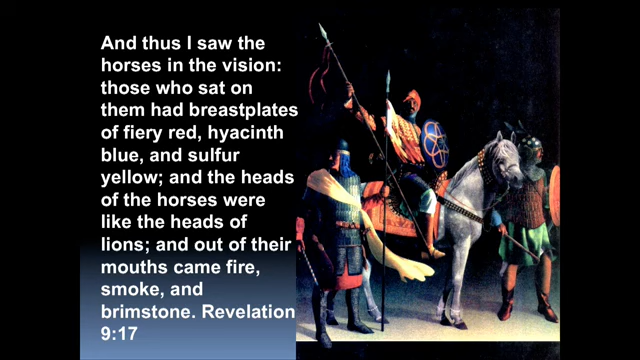 And thus I saw the
horses in the vision:
those who sat on
them had breastplates
of fiery red, hyacinth
blue, and sulfur
yellow; and the heads
of the horses were
like the heads of
lions; and out of their
mouths came fire,
smoke, and
brimstone. Revelation
9:17